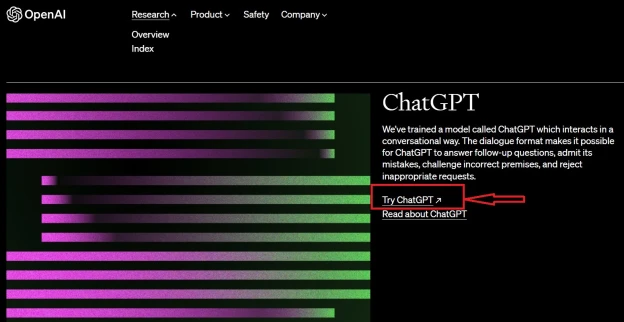 OpenAI
Research Product Safety Company
Overview
Index
ChatGPT
We've trained a model called ChatGPT which interacts in a
conversational way. The dialogue format makes it possible
for ChatGPT to answer follow-up questions, admit its
mistakes, challenge incorrect premises, and reject
inappropriate requests.
Try ChatGPT ↗
Read about ChatGPT